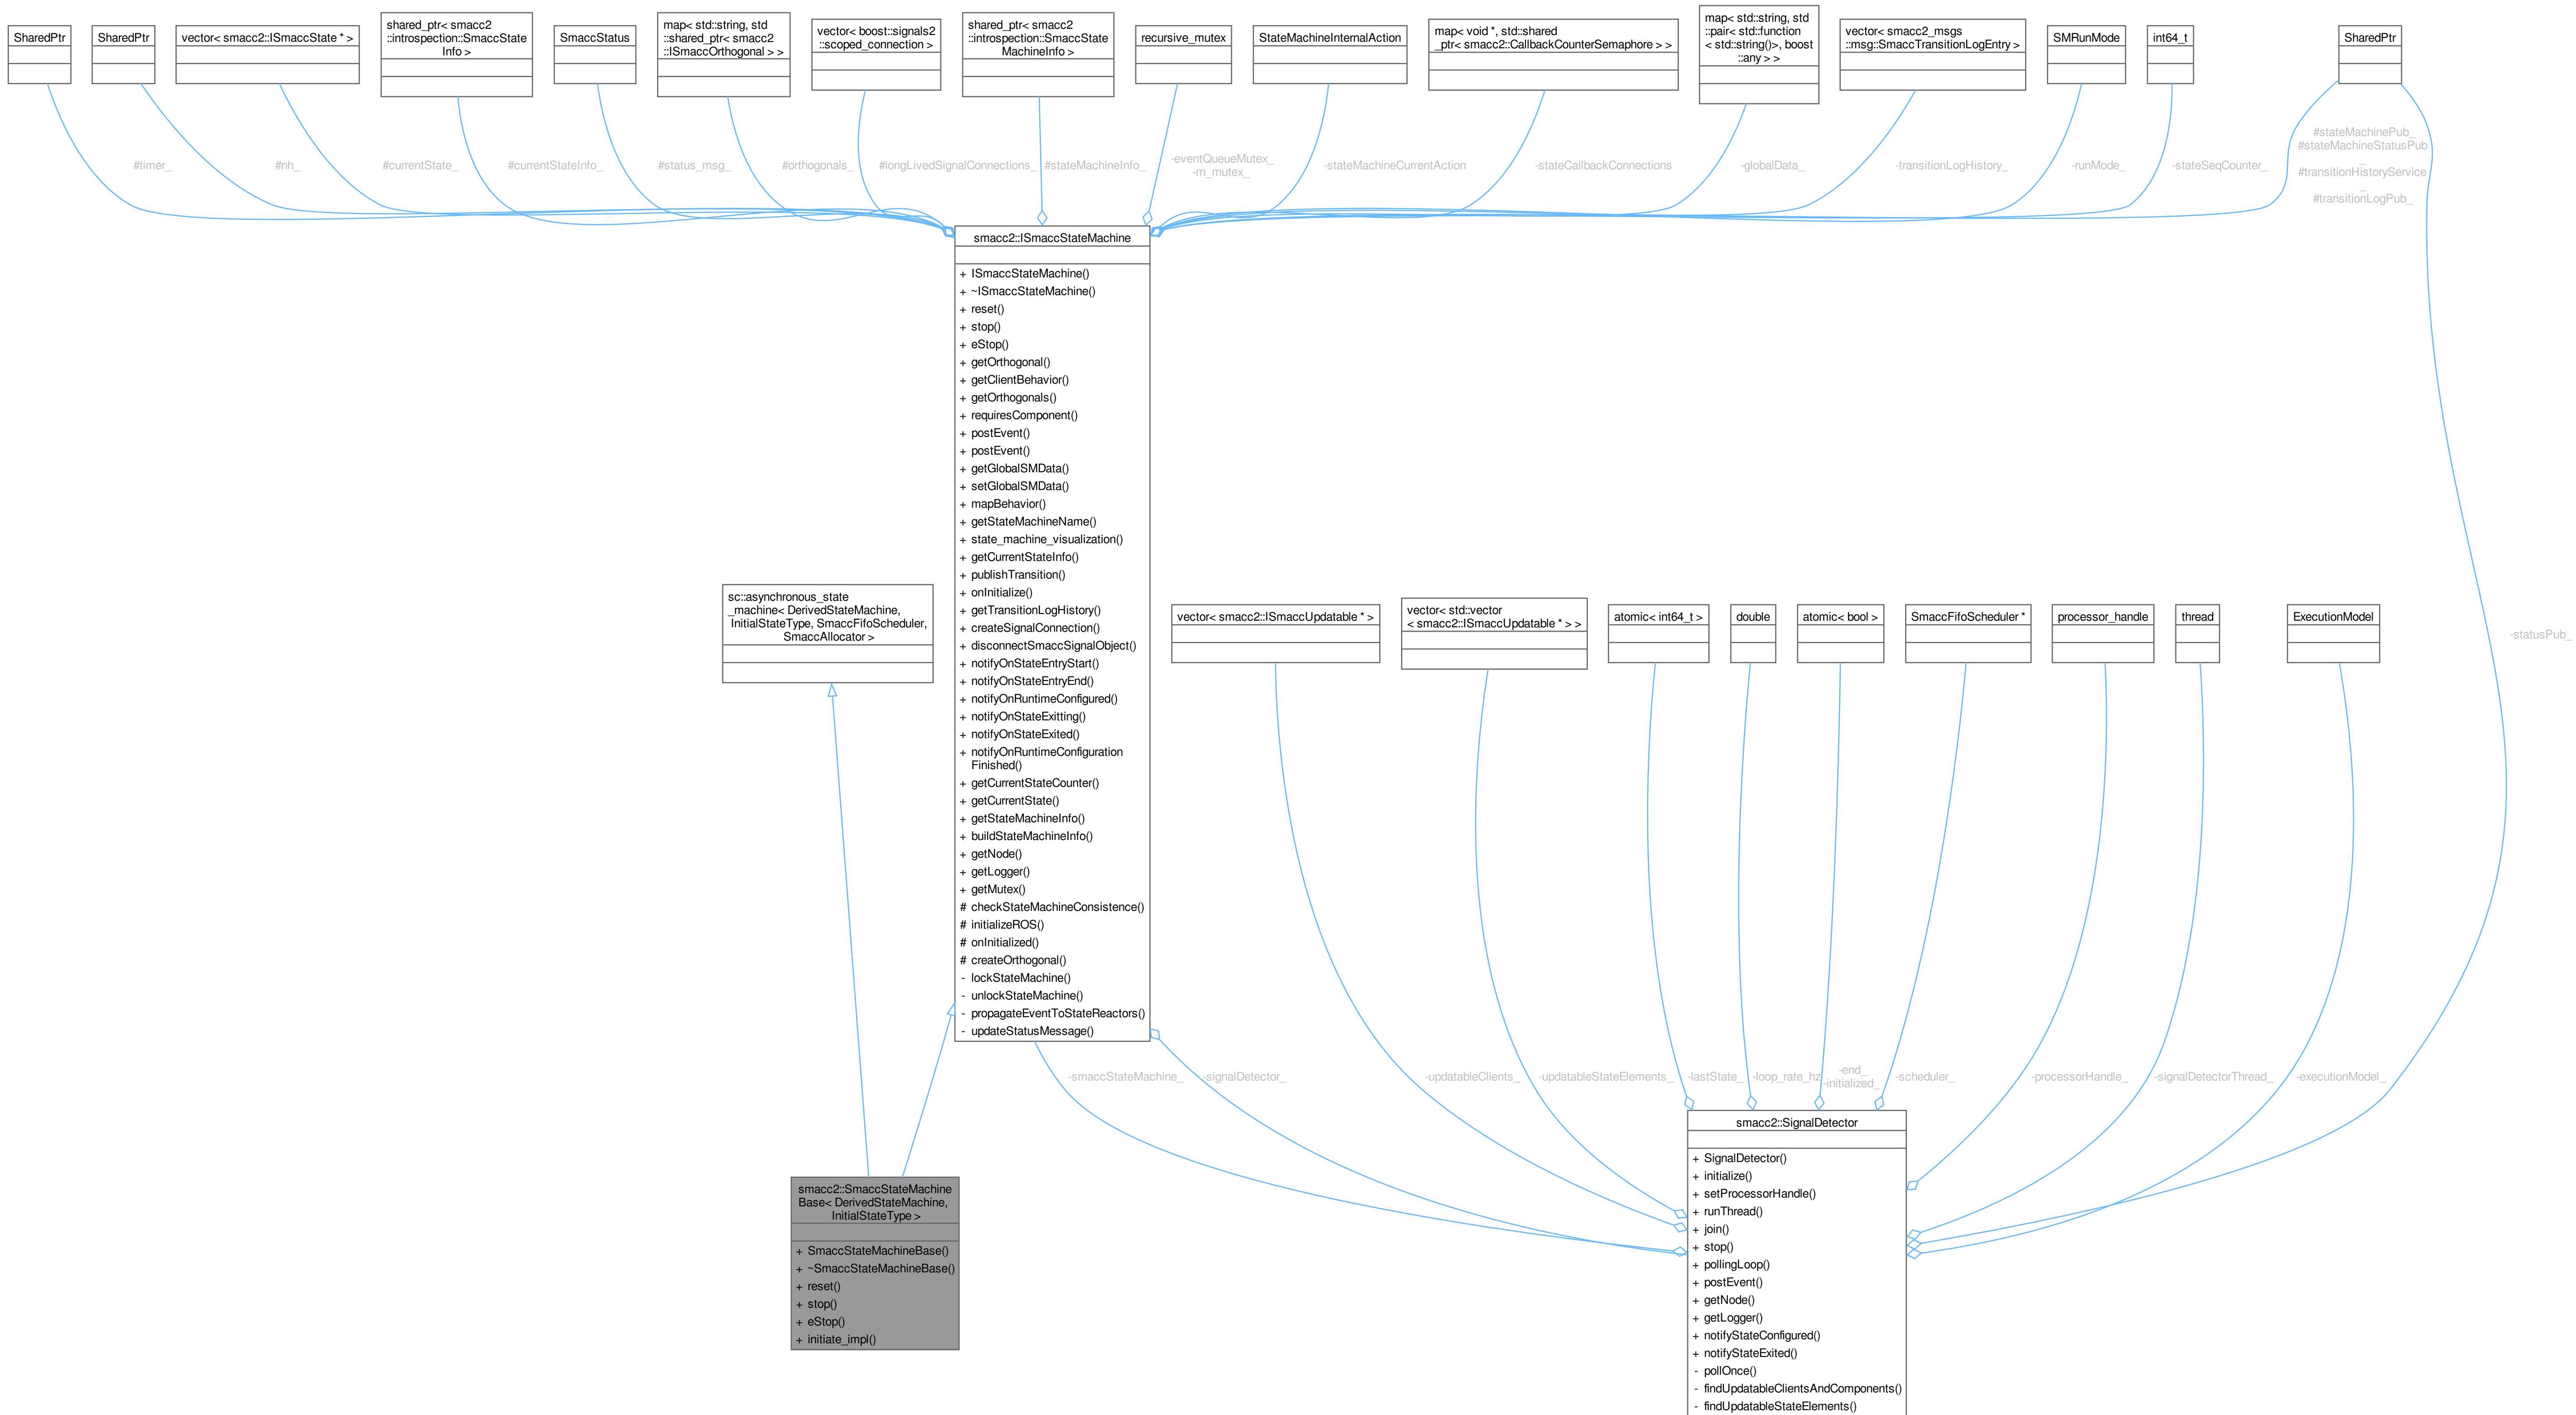 SharedPtr
SharedPtr
vector< smacc2::ISmaccState * >
shared_ptr< smacc2
::introspection::SmaccState
Info >
SmaccStatus
map< std::string, std
::shared_ptr< smacc2
::ISmaccOrthogonal > >
vector< boost::signals2
::scoped_connection >
shared_ptr< smacc2
::introspection::SmaccState
MachineInfo >
recursive_mutex
StateMachineInternalAction
map< void *, std::shared
_ptr< smacc2::CallbackCounterSemaphore > >
map< std::string, std
::pair< std::function
< std::string()>, boost
::any > >
vector< smacc2_msgs
::msg::SmaccTransitionLogEntry >
SMRunMode
int64_t
SharedPtr
#timer_
#nh_
#currentState_
#currentStateInfo_
#status_msg_
#orthogonals_
#longLivedSignalConnections_
#stateMachineInfo_
-eventQueueMutex_
-m_mutex_
-stateMachineCurrentAction
-stateCallbackConnections
-globalData_
-transitionLogHistory_
-runMode_
-stateSeqCounter_
#stateMachinePub_
#stateMachineStatusPub
_
#transitionHistoryService
_
#transitionLogPub_
smacc2::ISmaccStateMachine
+ ISmaccStateMachine()
+ ~ISmaccStateMachine()
+ reset()
+ stop()
+ eStop()
+ getOrthogonal()
+ getClientBehavior()
+ getOrthogonals()
+ requiresComponent()
+ postEvent()
+ postEvent()
+ getGlobalSMData()
+ setGlobalSMData()
+ mapBehavior()
+ getStateMachineName()
+ state_machine_visualization()
+ getCurrentStateInfo()
+ publishTransition()
+ onInitialize()
+ getTransitionLogHistory()
+ createSignalConnection()
+ disconnectSmaccSignalObject()
+ notifyOnStateEntryStart()
+ notifyOnStateEntryEnd()
+ notifyOnRuntimeConfigured()
+ notifyOnStateExitting()
+ notifyOnStateExited()
+ notifyOnRuntimeConfiguration
Finished()
+ getCurrentStateCounter()
+ getCurrentState()
+ getStateMachineInfo()
+ buildStateMachineInfo()
+ getNode()
+ getLogger()
+ getMutex()
# checkStateMachineConsistence()
# initializeROS()
# onInitialized()
# createOrthogonal()
- lockStateMachine()
- unlockStateMachine()
- propagateEventToStateReactors()
- updateStatusMessage()
sc::asynchronous_state
_machine< DerivedStateMachine,
InitialStateType, SmaccFifoScheduler,
SmaccAllocator >
vector< smacc2::ISmaccUpdatable * >
vector< std::vector
< smacc2::ISmaccUpdatable * > >
atomic< int64_t >
double
atomic< bool >
SmaccFifoScheduler *
processor_handle
thread
ExecutionModel
-statusPub_
-smaccStateMachine_
-signalDetector_
-updatableClients_
-updatableStateElements_
-lastState_
-loop_rate_hz
-end_
-initialized_
-scheduler_
-processorHandle_
-signalDetectorThread_
-executionModel_
smacc2::SmaccStateMachine
Base< DerivedStateMachine,
InitialStateType >
+ SmaccStateMachineBase()
+ ~SmaccStateMachineBase()
+ reset()
+ stop()
+ eStop()
+ initiate_impl()
smacc2::SignalDetector
+ SignalDetector()
+ initialize()
+ setProcessorHandle()
+ runThread()
+ join()
+ stop()
+ pollingLoop()
+ postEvent()
+ getNode()
+ getLogger()
+ notifyStateConfigured()
+ notifyStateExited()
- pollOnce()
- findUpdatableClientsAndComponents()
- findUpdatableStateElements()